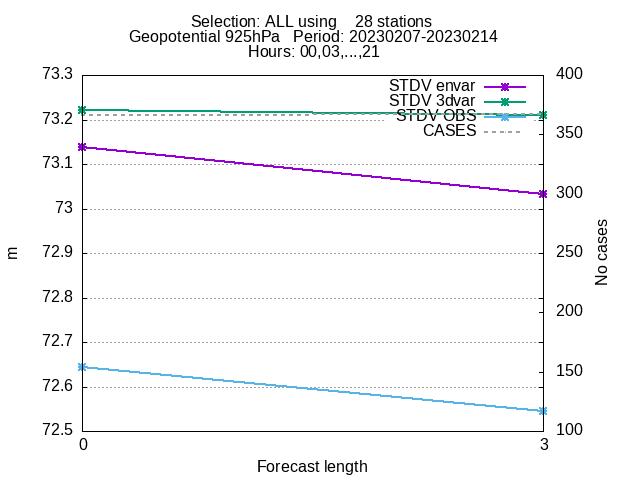 Selection: ALL using    28 stations
Geopotential 925hPa   Period: 20230207-20230214
Hours: 00,03,...,21
73.3
73.2
73.1
73
72.9
72.8
72.7
72.6
72.5
m
400
350
300
250
200
150
100
No cases
STDV envar
STDV 3dvar
STDV OBS
CASES
0
3
Forecast length